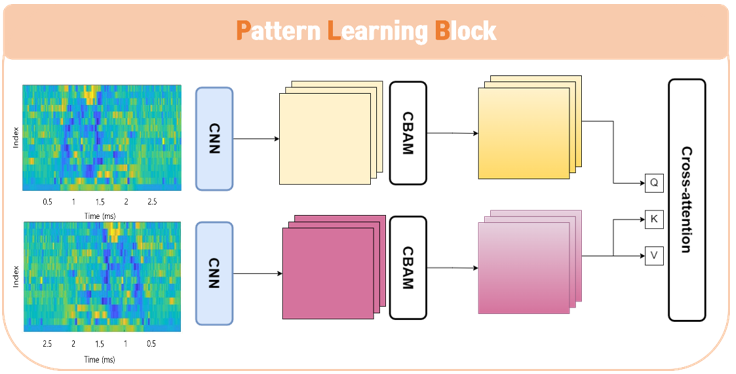 Pattern Learning Block
Index
0.5 1 1.5 2 2.5
Time (ms)
CNN
CBAM
Q
Index
2.5 2 1.5 1 0.5
Time (ms)
CNN
CBAM
K
V
Cross-attention